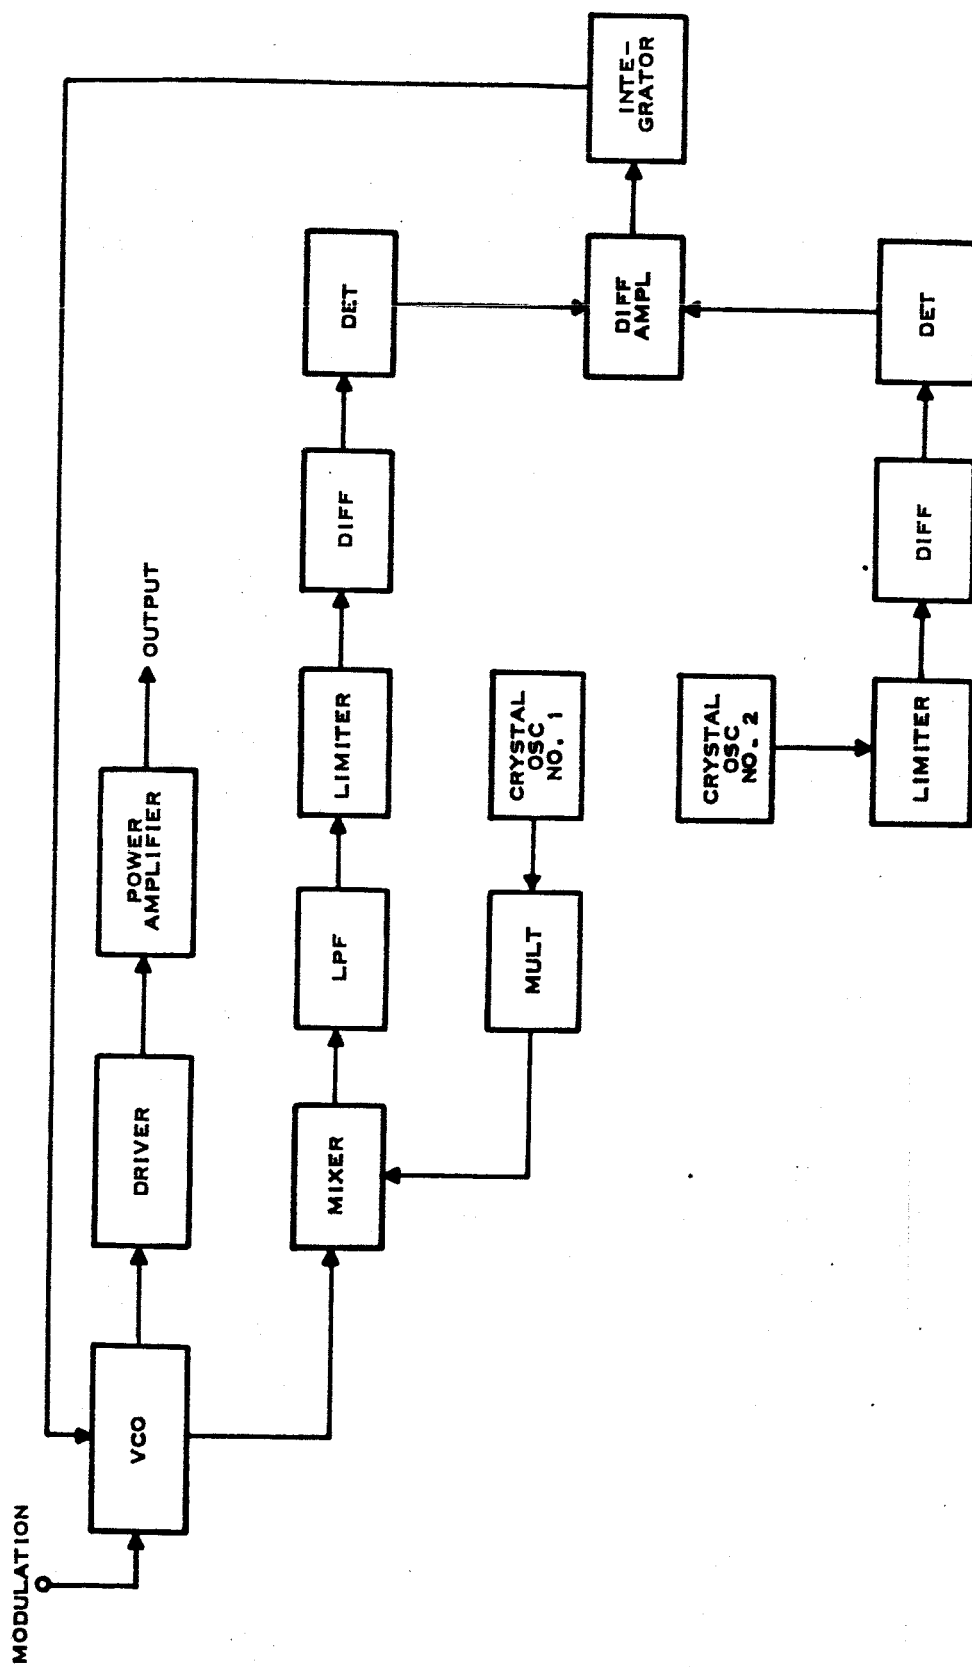 MODULATION
VCO
DRIVER
POWER
AMPLIFIER
OUTPUT
MIXER
LPF
LIMITER
DIFF
DET
MULT
CRYSTAL
OSC
NO. 1
DIFF
AMPL
INTE-
GRATOR
CRYSTAL
OSC
NO. 2
LIMITER
DIFF
DET